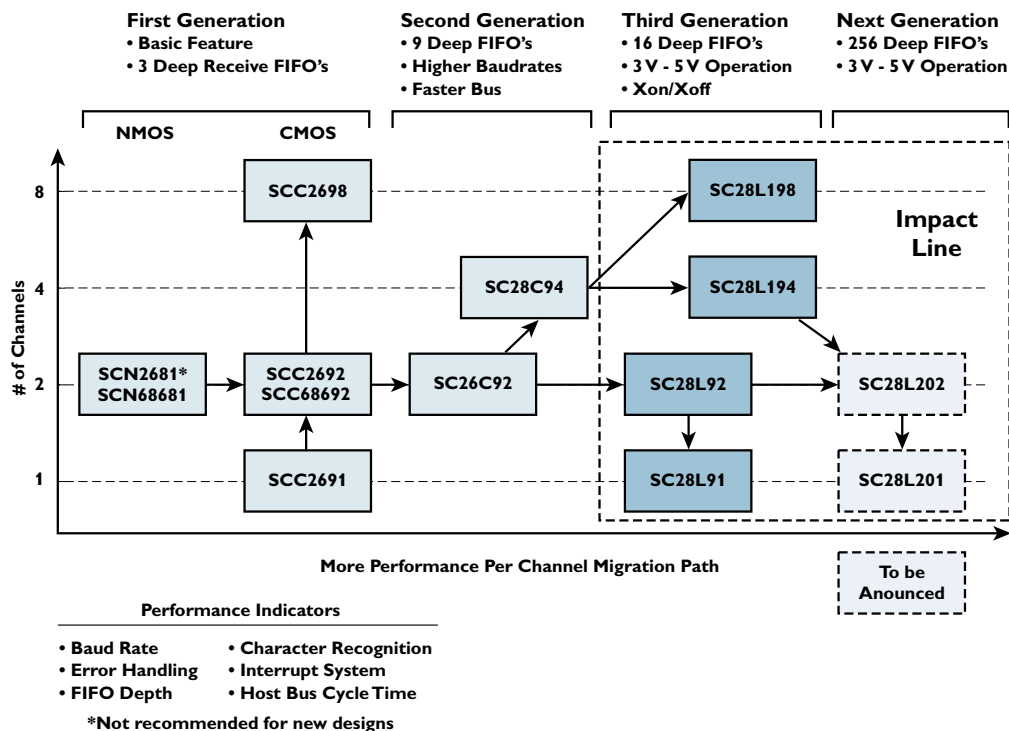 First Generation
• Basic Feature
• 3 Deep Receive FIFO's
Second Generation
• 9 Deep FIFO's
• Higher Baudrates
• Faster Bus
Third Generation
• 16 Deep FIFO's
• 3 V - 5 V Operation
• Xon/Xoff
Next Generation
• 256 Deep FIFO's
• 3 V - 5 V Operation
NMOS
CMOS
# of Channels
8
SCC2698
SC28L198
Impact
Line
4
SC28C94
SC28L194
2
SCN2681*
SCN68681
SCC2692
SCC68692
SC26C92
SC28L92
SC28L202
1
SCC2691
SC28L91
SC28L201
More Performance Per Channel Migration Path
To be
Anounced
Performance Indicators
• Baud Rate
• Error Handling
• FIFO Depth
• Character Recognition
• Interrupt System
• Host Bus Cycle Time
*Not recommended for new designs